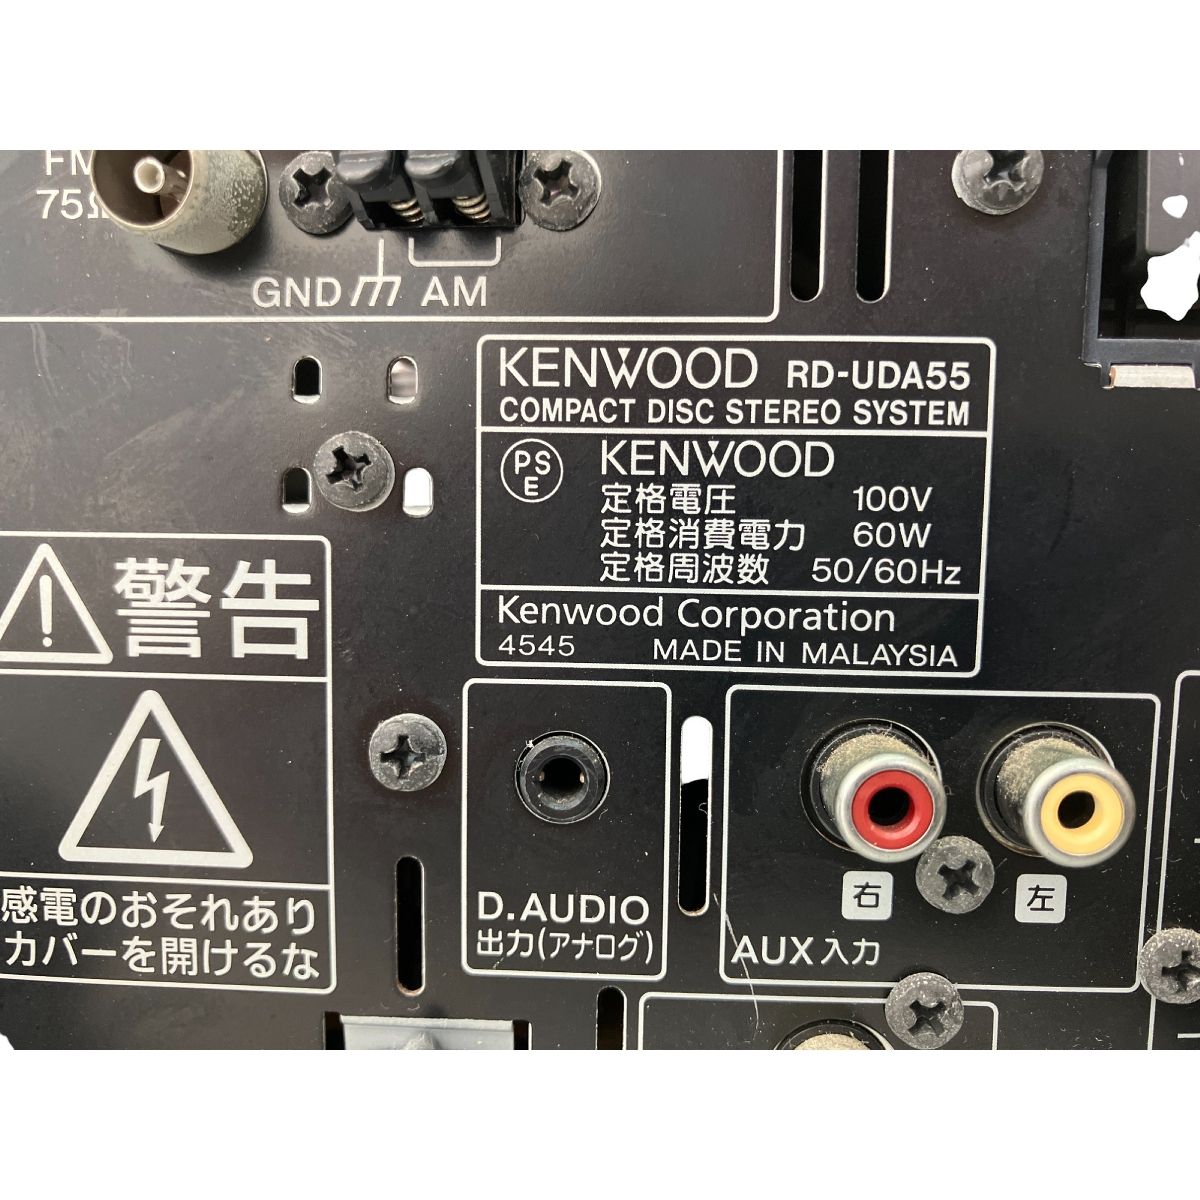 FM
75Ω
GND AM
KENWOOD RD-UDA55
COMPACT DISC STEREO SYSTEM
PS
E
KENWOOD
定格電圧 100V
定格消費電力 60W
定格周波数 50/60Hz
Kenwood Corporation
4545 MADE IN MALAYSIA
警告
感電のおそれあり
カバーを開けるな
D.AUDIO
出力(アナログ)
右 左
AUX入力